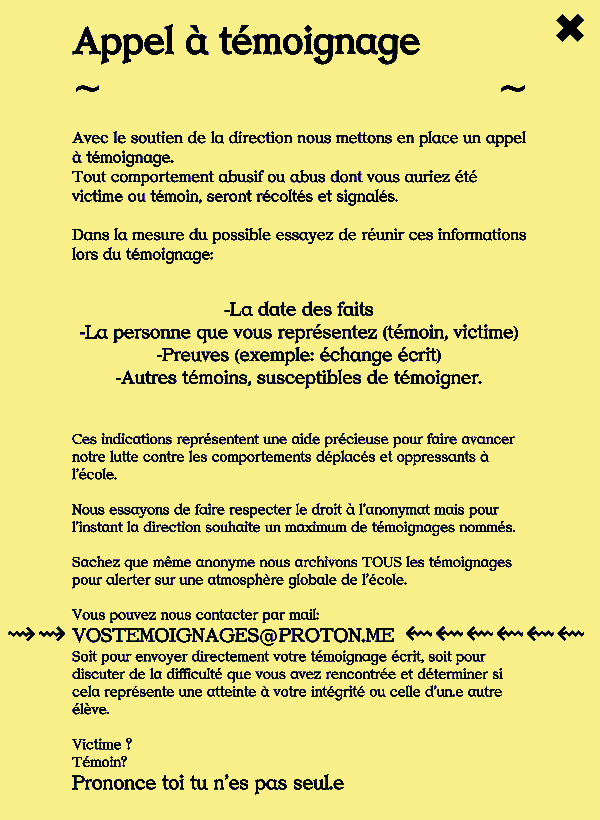 Appel à témoignage
~ ~
Avec le soutien de la direction nous mettons en place un appel
à témoignage.
Tout comportement abusif ou abus dont vous auriez été
victime ou témoin, seront récoltés et signalés.
Dans la mesure du possible essayez de réunir ces informations
lors du témoignage:
-La date des faits
-La personne que vous représentez (témoin, victime)
-Preuves (exemple: échange écrit)
-Autres témoins, susceptibles de témoigner.
Ces indications représentent une aide précieuse pour faire avancer
notre lutte contre les comportements déplacés et oppressants à
l'école.
Nous essayons de faire respecter le droit à l'anonymat mais pour
l'instant la direction souhaite un maximum de témoignages nommés.
Sachez que même anonyme nous archivons TOUS les témoignages
pour alerter sur une atmosphère globale de l'école.
Vous pouvez nous contacter par mail:
VOSTEMOIGNAGES@PROTON.ME
Soit pour envoyer directement votre témoignage écrit, soit pour
discuter de la difficulté que vous avez rencontrée et déterminer si
cela représente une atteinte à votre intégrité ou celle d'un.e autre
élève.
Victime ?
Témoin?
Prononce toi tu n'es pas seul.e